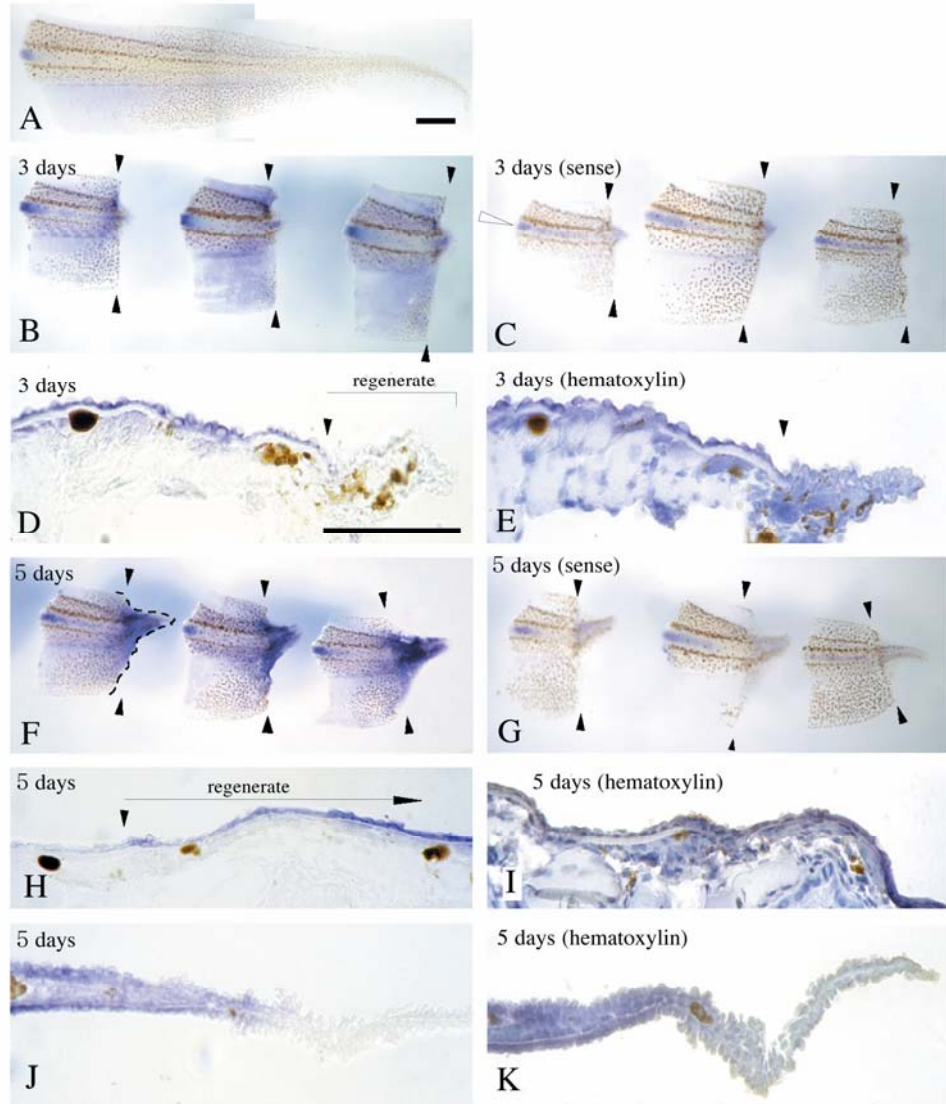 A
3 days
B
3 days (sense)
C
3 days
regenerate
D
3 days (hematoxylin)
E
5 days
F
5 days (sense)
G
5 days
regenerate
H
5 days (hematoxylin)
I
5 days
J
5 days (hematoxylin)
K